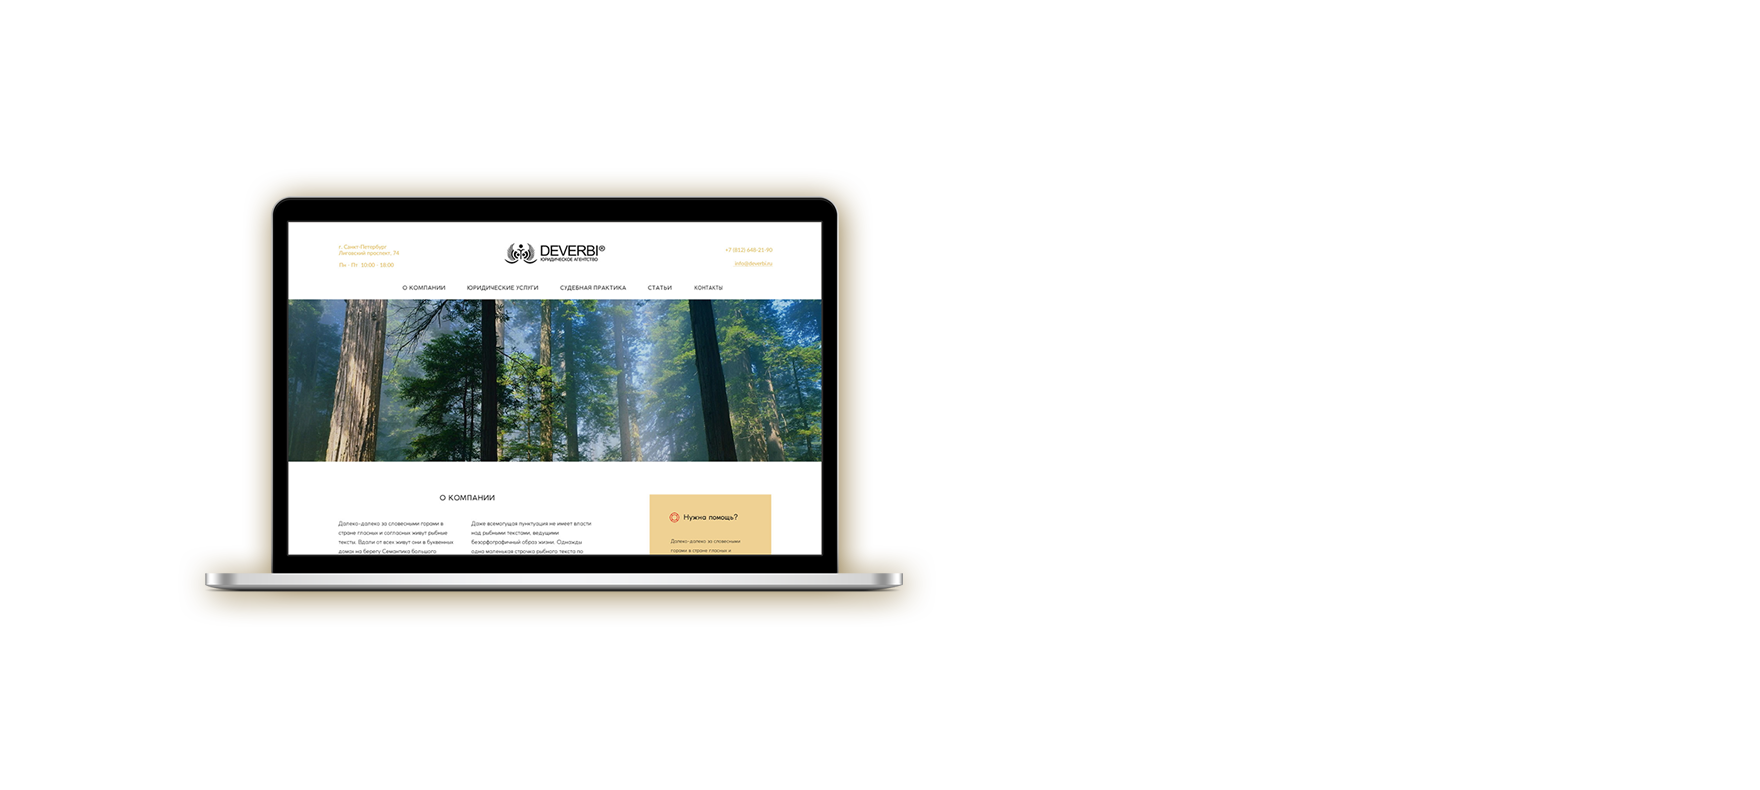 г. Санкт-Петербург
Лиговский проспект, 74
Пн - Пт 10:00 - 18:00
DEVERBI®
ЮРИДИЧЕСКОЕ АГЕНТСТВО
+7 (812) 648-21-90
info@deverbi.ru
О КОМПАНИИ ЮРИДИЧЕСКИЕ УСЛУГИ СУДЕБНАЯ ПРАКТИКА СТАТЬИ КОНТАКТЫ
О КОМПАНИИ
Далеко-далеко за словесными горами в
стране гласных и согласных живут рыбные
тексты. Вдали от всех живут они в буквенных
домах на берегу Семантика большого
Даже всемогущая пунктуация не имеет власти
над рыбными текстами, ведущими
безорфографичный образ жизни. Однажды
одна маленькая строчка рыбного текста по
Нужна помощь?
Далеко-далеко за словесными
горами в стране гласных и